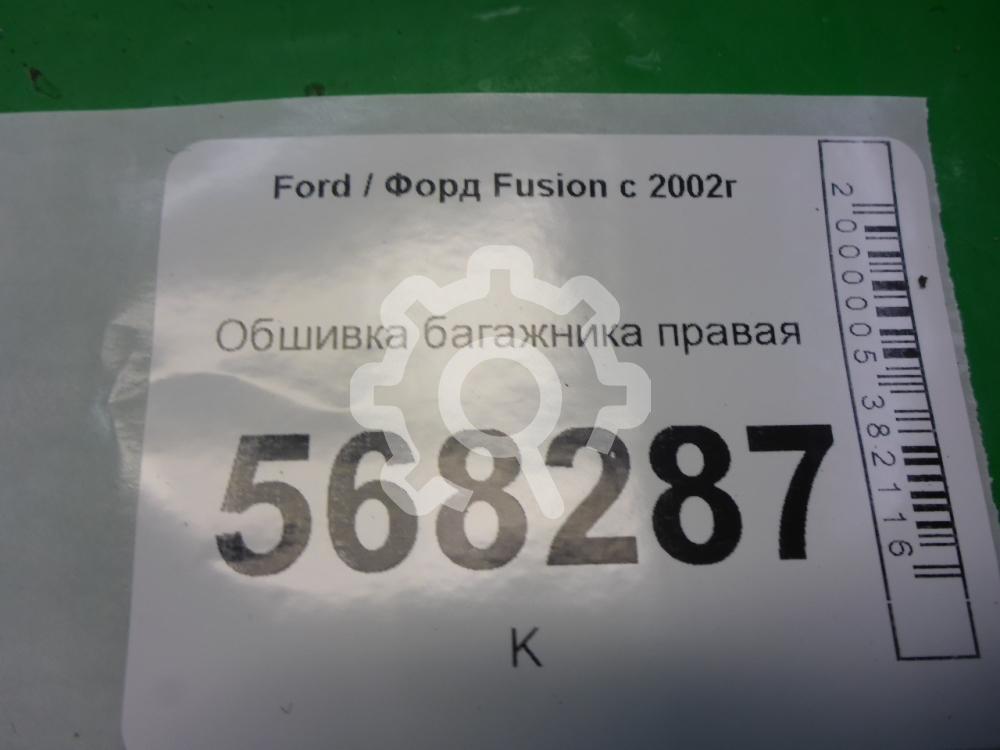 Ford / Форд Fusion с 2002г
Обшивка багажника правая
568287
К
2000005382116